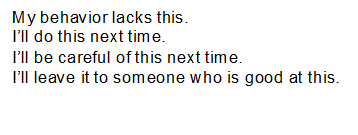 My behavior lacks this.
I'll do this next time.
I'll be careful of this next time.
I'll leave it to someone who is good at this.